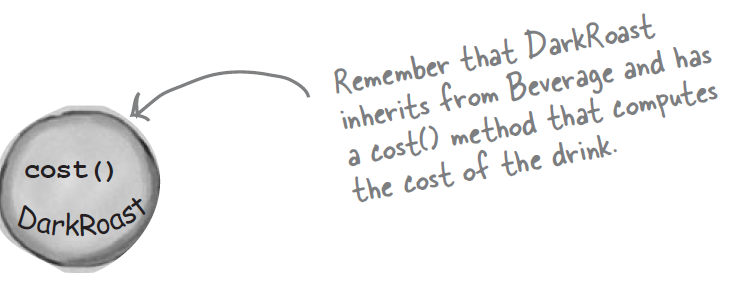 Remember that DarkRoast
inherits from Beverage and has
a cost() method that computes
the cost of the drink.
cost()
DarkRoast